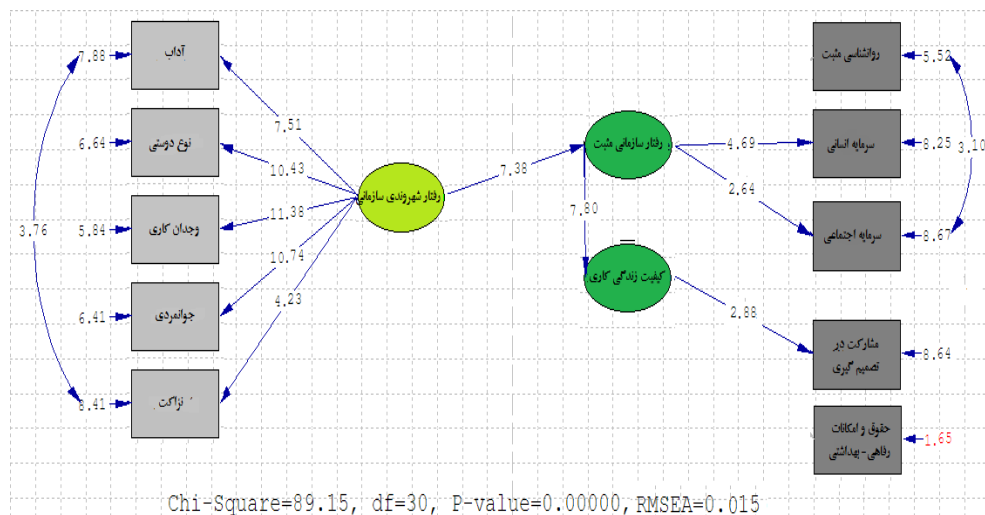 آداب
7.88
7.51
نوع دوستی
6.64
10.43
وجدان کاری
5.84
11.38
3.76
جوانمردی
6.41
10.74
نزاکت
8.41
4.23
رفتار شهروندی سازمانی
7.38
رفتار سازمانی مثبت
7.80
کیفیت زندگی کاری
4.69
2.64
2.88
روانشناسی مثبت
5.52
سرمایه انسانی
8.25
3.10
سرمایه اجتماعی
8.67
مشارکت در
تصمیم گیری
8.64
حقوق و امکانات
رفاهی-بهداشتی
1.65
Chi-Square=89.15, df=30, P-value=0.00000, RMSEA=0.015